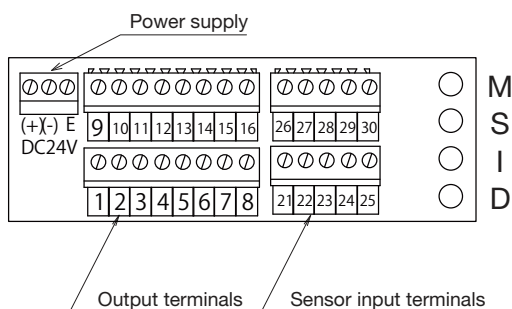 Power supply
M
(+)(-) E
9 10 11 12 13 14 15 16
26 27 28 29 30
S
DC24V
I
1 2 3 4 5 6 7 8
21 22 23 24 25
D
Output terminals
Sensor input terminals